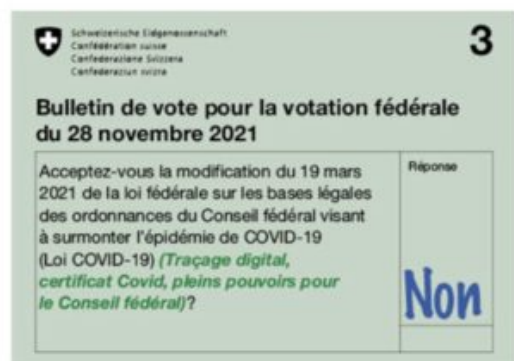 Schweizerische Eidgenossenschaft
Confédération suisse
Confederazione Svizzera
Confederaziun svizra
3
Bulletin de vote pour la votation fédérale
du 28 novembre 2021
Acceptez-vous la modification du 19 mars
2021 de la loi fédérale sur les bases légales
des ordonnances du Conseil fédéral visant
à surmonter l'épidémie de COVID-19
(Loi COVID-19) (Traçage digital,
certificat Covid, pleins pouvoirs pour
le Conseil fédéral)?
Réponse
Non